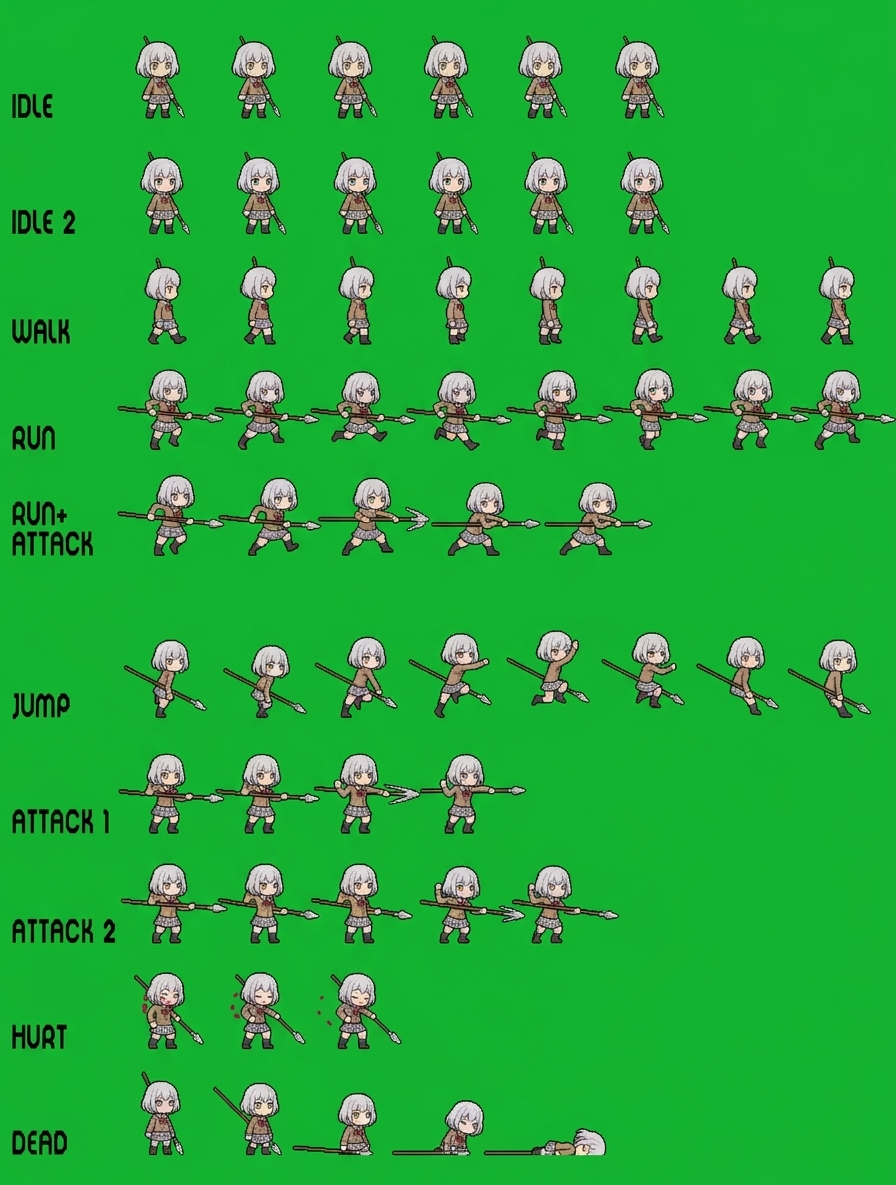 IDLE
IDLE 2
WALK
RUN
RUN+
ATTACK
JUMP
ATTACK 1
ATTACK 2
HURT
DEAD